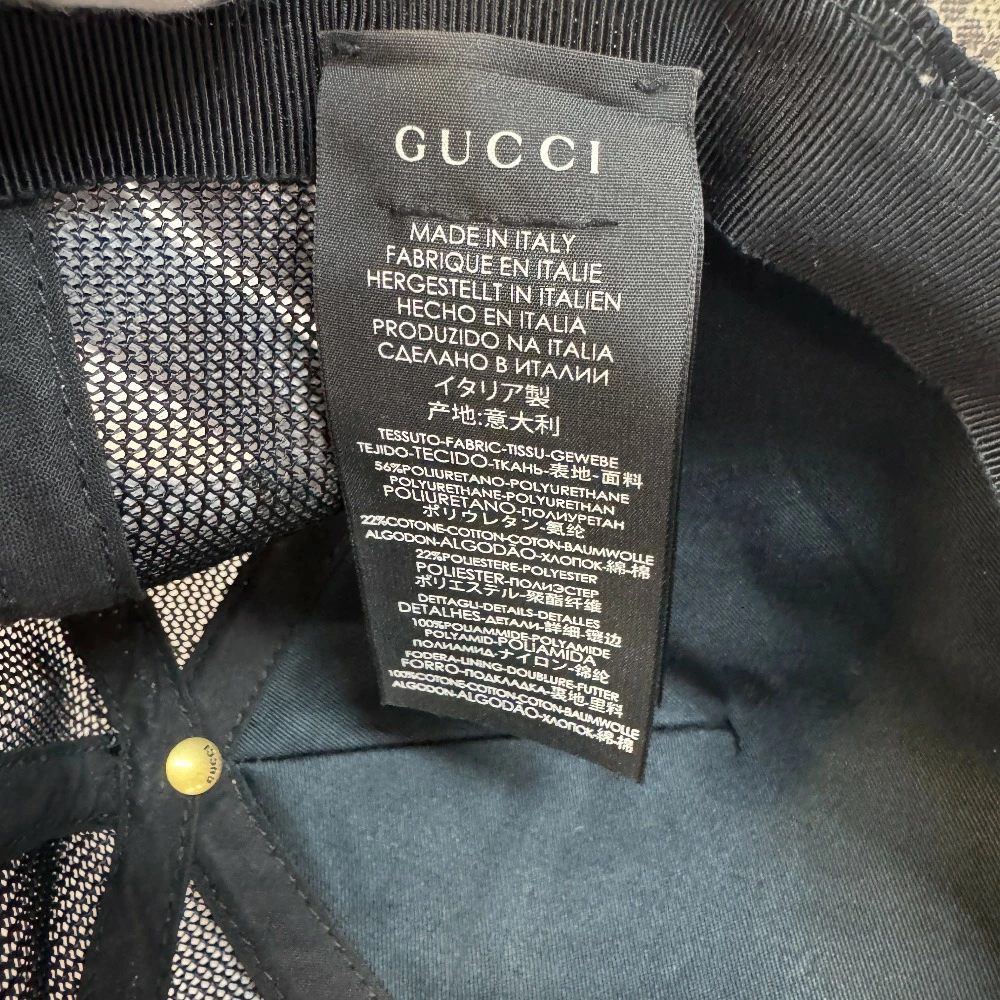 GUCCI
MADE IN ITALY
FABRIQUE EN ITALIE
HERGESTELLT IN ITALIEN
HECHO EN ITALIA
PRODUZIDO NA ITALIA
СДЕЛАНО В ИТАЛИИ
イタリア製
产地:意大利
TESSUTO-FABRIC-TISSU-GEWEBE
TEJIDO-TECIDO-ТКАНЬ-表地-面料
56%POLIURETANO-POLYURETHANE
POLYURETHANE-POLYURETHAN
POLIURETANO-ПОЛИУРЕТАН
ポリウレタン-氨纶
22%COTONE-COTTON-COTON-BAUMWOLLE
ALGODON-ALGODÃO-ХЛОПОК-綿-棉
22%POLIESTERE-POLYESTER
POLIESTER-ПОЛИЭСТЕР
ポリエステル-聚酯纤维
DETTAGLI-DETAILS-DETALLES
DETALHES-ДЕТАЛИ-詳細-镶边
100%POLIAMMIDE-POLYAMIDE
POLYAMID-POLIAMIDA
ПОЛИАМИД-ナイロン-锦纶
FODERA-LINING-DOUBLURE-FUTTER
FORRO-ПОДКЛАДКА-裏地-里料
100%COTONE-COTTON-COTON-BAUMWOLLE
ALGODON-ALGODÃO-ХЛОПОК-綿-棉
GUCCI